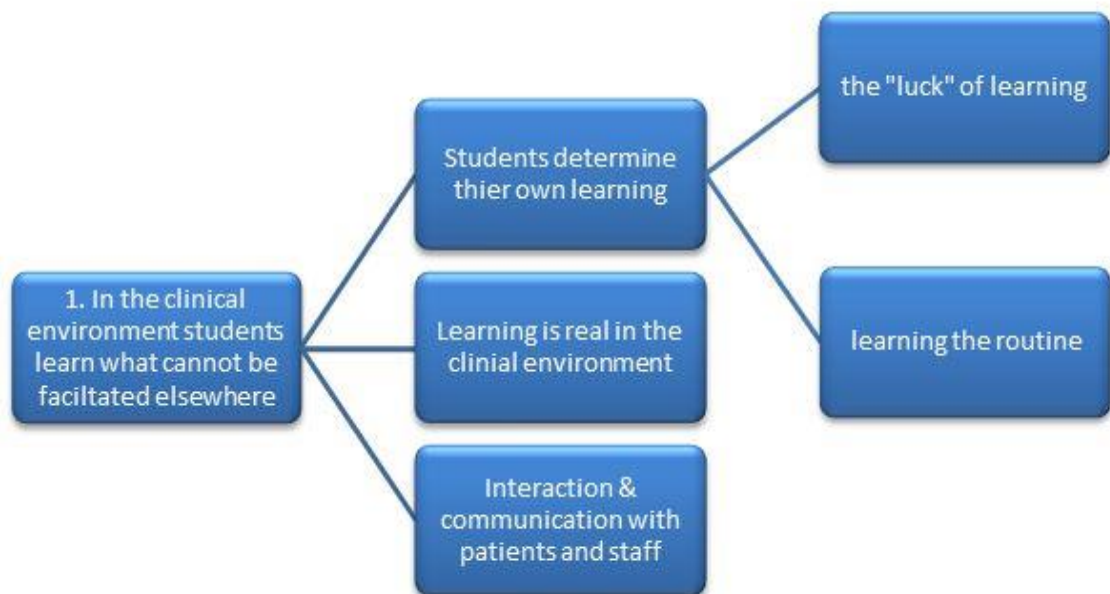 1. In the clinical
environment students
learn what cannot be
faciltated elsewhere
Students determine
thier own learning
Learning is real in the
clinial environment
Interaction &
communication with
patients and staff
the "luck" of learning
learning the routine